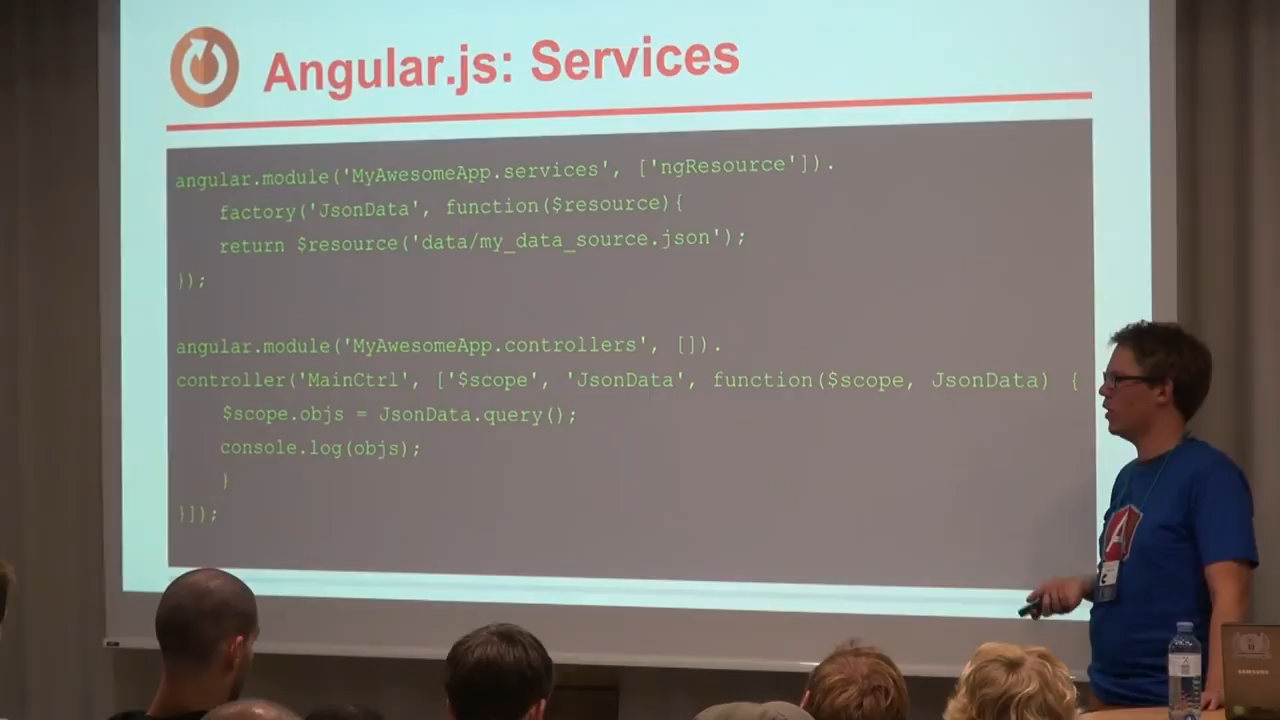 Angular.js: Services
angular.module('MyAwesomeApp.services', ['ngResource']).
factory('JsonData', function($resource){
return $resource('data/my_data_source.json');
});
angular.module('MyAwesomeApp.controllers', []).
controller('MainCtrl', ['$scope', 'JsonData', function($scope, JsonData) {
$scope.objs = JsonData.query();
console.log(objs);
}
}]);
A
SAMSUNG